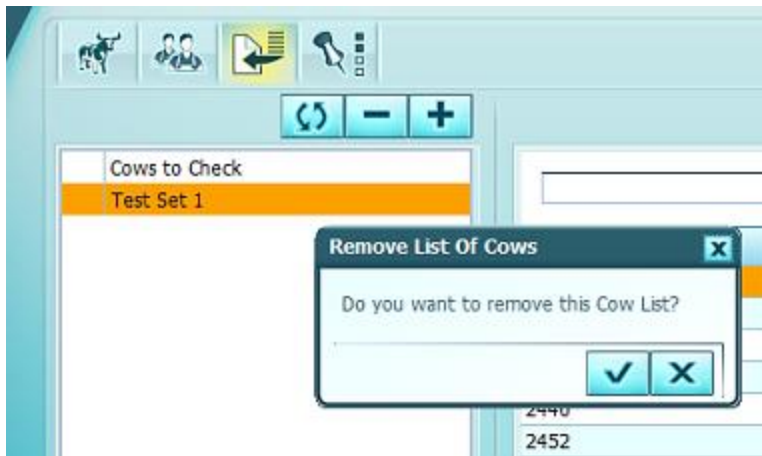 Cows to Check
Test Set 1
Remove List Of Cows
Do you want to remove this Cow List?
2452